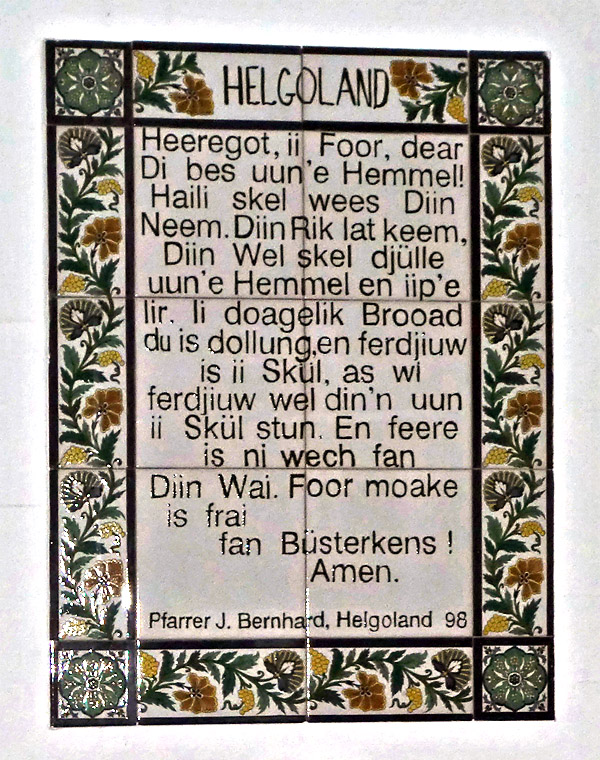 HELGOLAND
Heeregot, ii Foor, dear
Di bes uun'e Hemmel!
Haili skel wees Diin
Neem. Diin Rik lat keem,
Diin Wel skel djülle
uun'e Hemmel en iip'e
Iir. Ii doagelik Brooad
du is dollung,en ferdjiuw
is ii Skül, as wi
ferdjiuw wel din'n uun
ii Skül stun. En feere
is ni wech fan
Diin Wai. Foor moake
is frai
fan Büsterkens !
Amen.
Pfarrer J. Bernhard, Helgoland 98